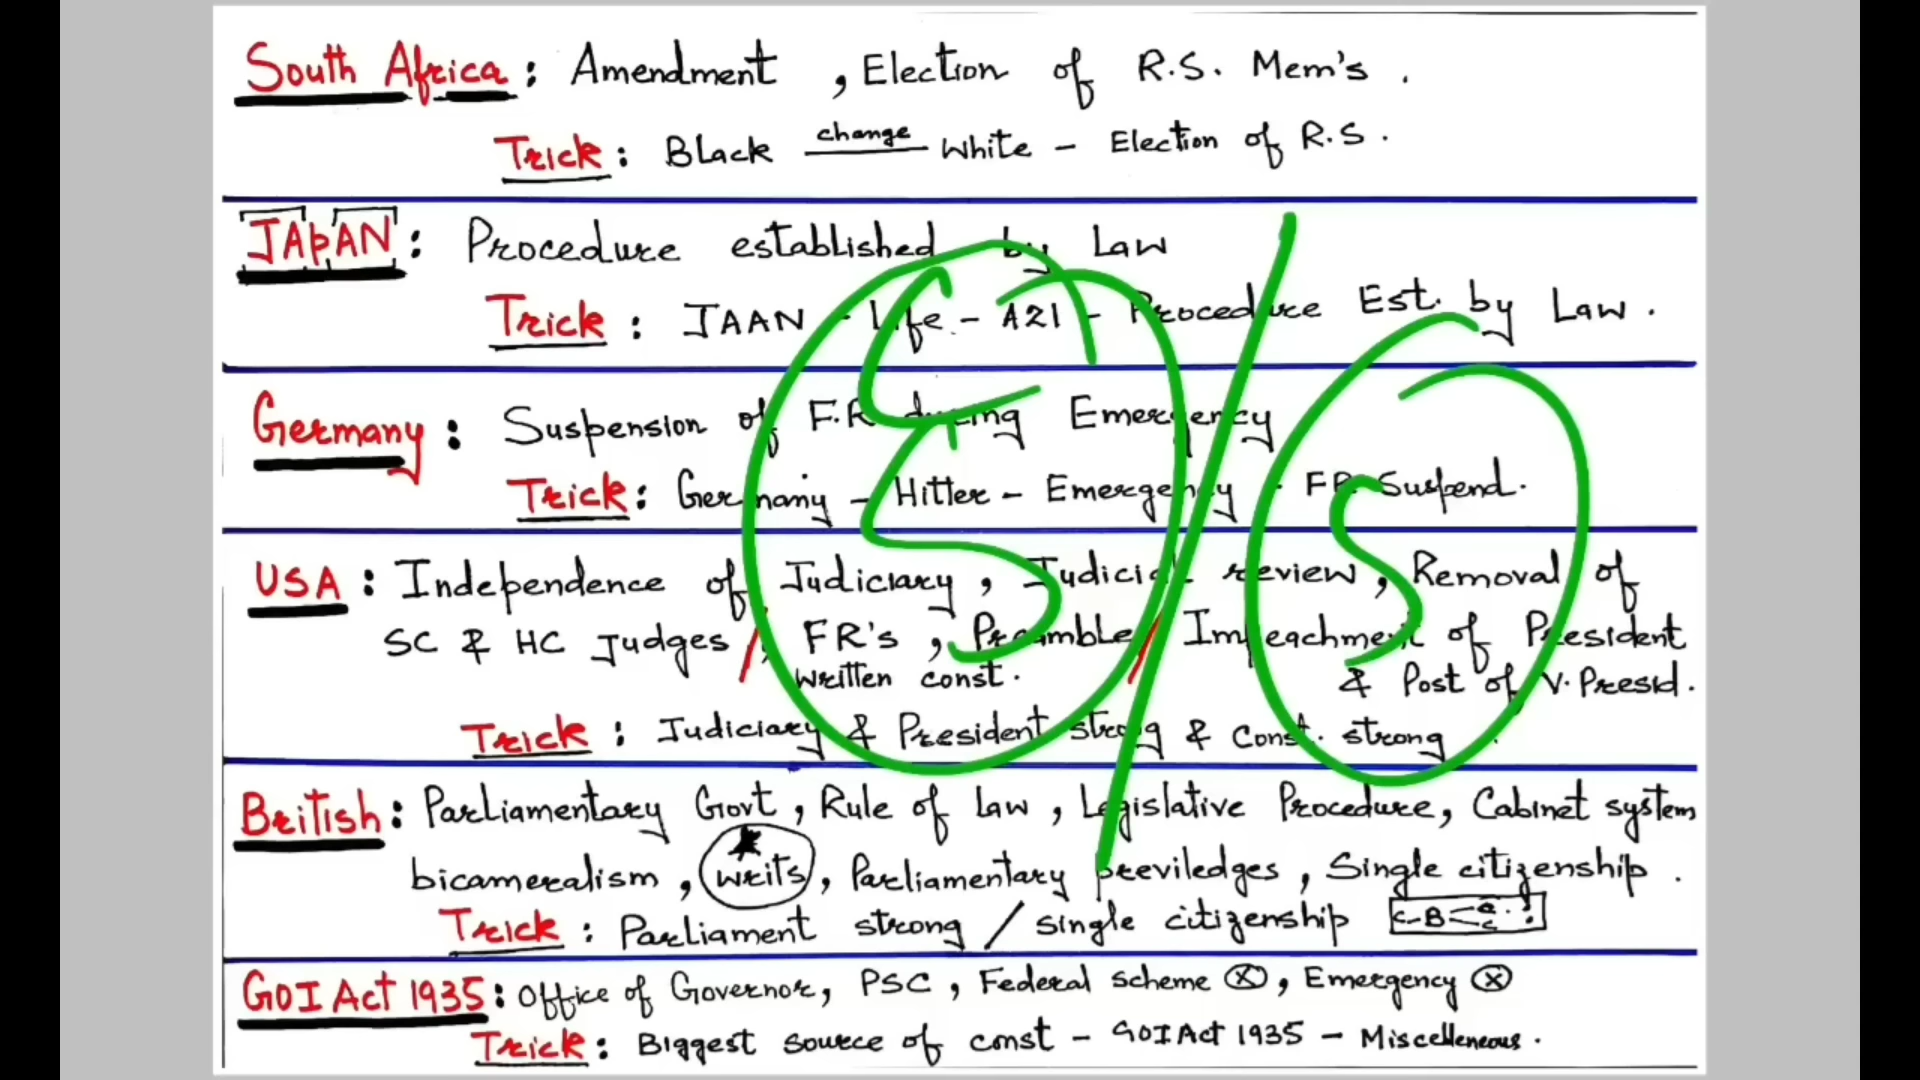 South Africa : Amendment , Election of R.S. Mem's .
Trick : Black change White - Election of R.S .
JAPAN : Procedure established by Law
Trick : JAAN - Life - A21 - Procedure Est. by Law .
Germany : Suspension of F.R during Emergency
Trick : Germany - Hitler - Emergency - FR Suspend .
USA : Independence of Judiciary , Judicial review , Removal of
SC & HC Judges , FR's , Preamble / Impeachment of President
written const . & Post of V. Presid .
Trick : Judiciary & President strong & Const. strong .
British : Parliamentary Govt , Rule of law , Legislative Procedure , Cabinet system
bicameralism , writs , Parliamentary previledges , Single citizenship .
Trick : Parliament strong / single citizenship C-B
GOI Act 1935 : Office of Governor , PSC , Federal scheme ⓧ , Emergency ⓧ
Trick : Biggest source of const - GOI Act 1935 - Miscelleneous .
S / S